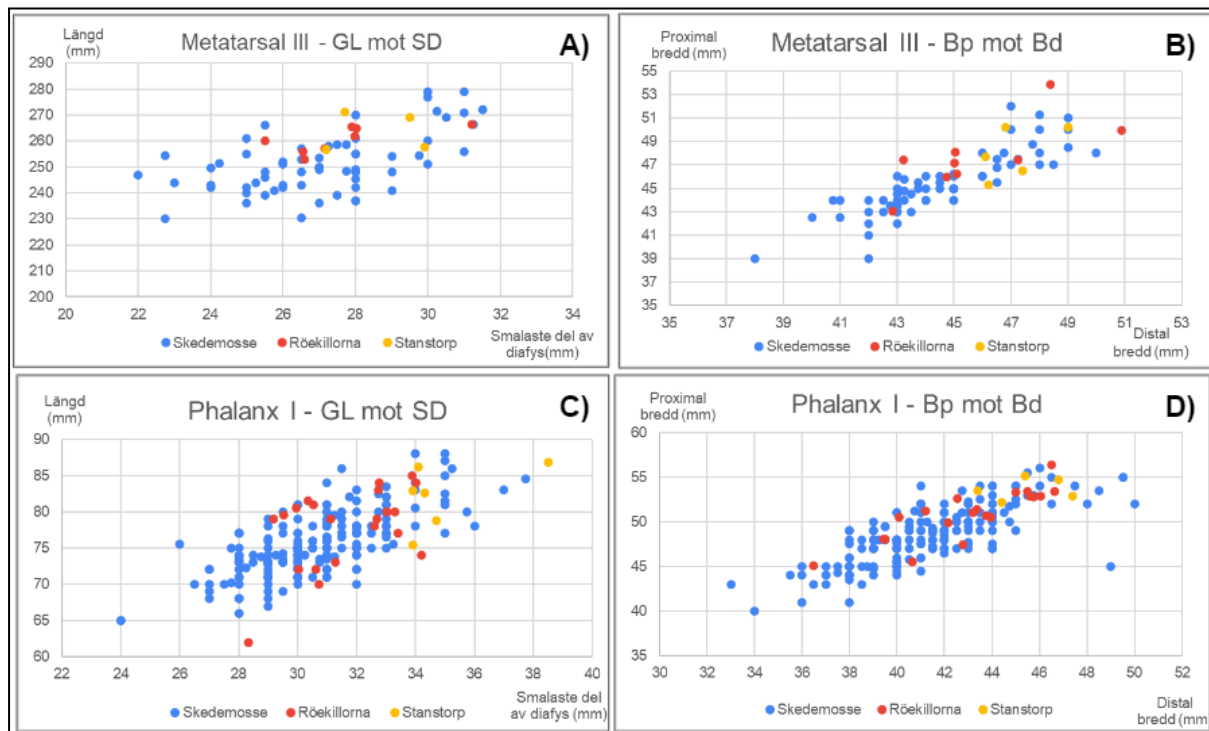 Längd
(mm)
Metatarsal III - GL mot SD
A)
290
280
270
260
250
240
230
220
210
200
20 22 24 26 28 30 32 34
Smalaste del av
diafys(mm)
Skedemosse Röekillorna Stanstorp
Proximal
bredd (mm)
Metatarsal III - Bp mot Bd
B)
55
53
51
49
47
45
43
41
39
37
35
35 37 39 41 43 45 47 49 51 53
Distal
bredd (mm)
Skedemosse Röekillorna Stanstorp
Längd
(mm)
Phalanx I - GL mot SD
C)
90
85
80
75
70
65
60
22 24 26 28 30 32 34 36 38 40
Smalaste del
av diafys (mm)
Skedemosse Röekillorna Stanstorp
Proximal
bredd (mm)
Phalanx I - Bp mot Bd
D)
60
55
50
45
40
35
30 32 34 36 38 40 42 44 46 48 50 52
Distal
bredd (mm)
Skedemosse Röekillorna Stanstorp